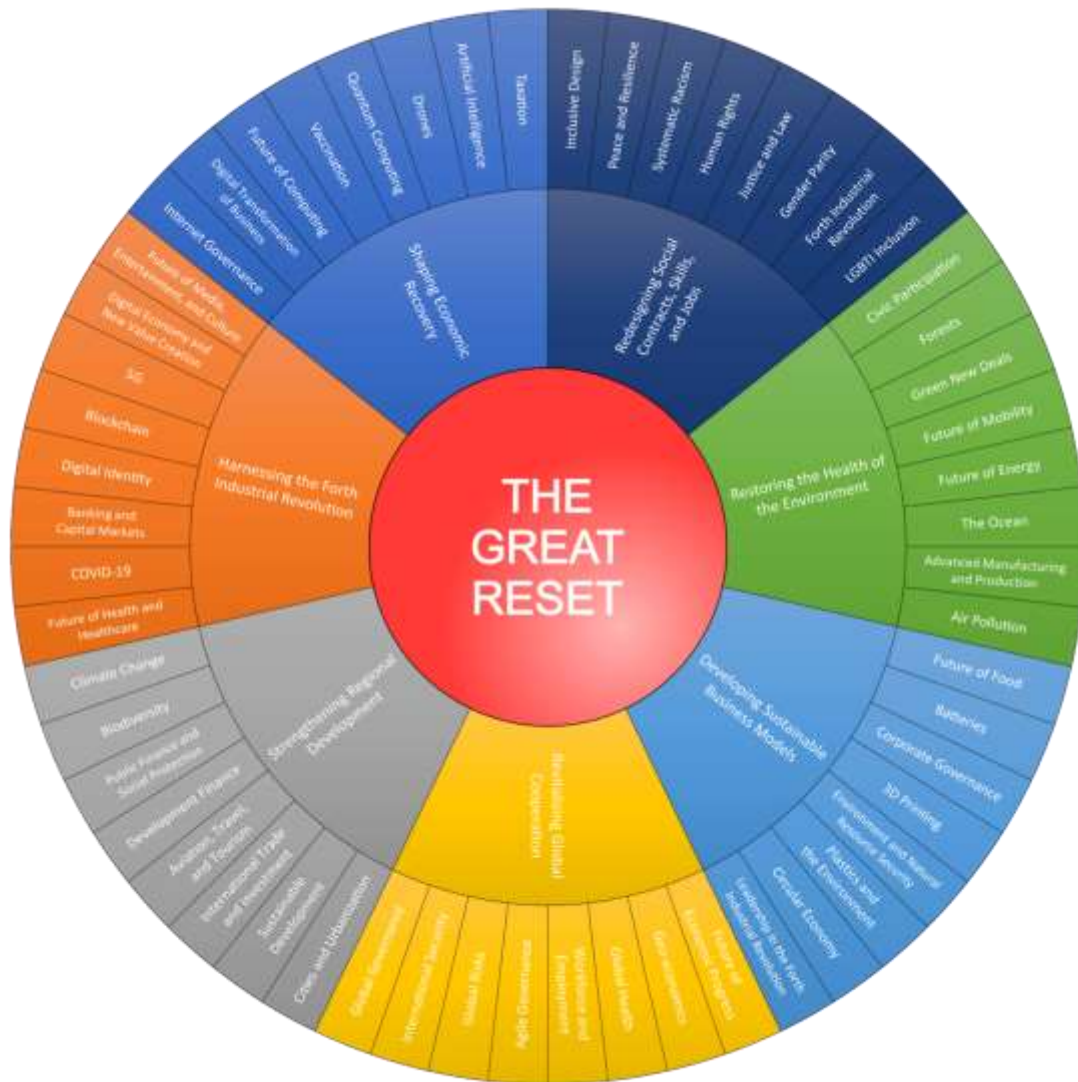 THE
GREAT
RESET
Redesigning Social
Contracts, Skills,
and Jobs
Inclusive Design
Peace and Resilience
Systematic Racism
Human Rights
Justice and Law
Gender Parity
Forth Industrial
Revolution
LGBTI Inclusion
Restoring the Health of
the Environment
Civic Participation
Forests
Green New Deals
Future of Mobility
Future of Energy
The Ocean
Advanced Manufacturing
and Production
Air Pollution
Developing Sustainable
Business Models
Future of Food
Batteries
Corporate Governance
3D Printing
Environment and Natural
Resource Security
Plastics and
the Environment
Circular Economy
Leadership in the Forth
Industrial Revolution
Revitalizing Global
Cooperation
Future of
Economic Progress
Geo-economics
Global Health
Workforce and
Employment
Agile Governance
Global Risks
International Security
Global Governance
Strengthening Regional
Development
Cities and Urbanization
Sustainable
Development
International Trade
and Investment
Aviation, Travel,
and Tourism
Development Finance
Public Finance and
Social Protection
Biodiversity
Climate Change
Harnessing the Forth
Industrial Revolution
Future of Health and
Healthcare
COVID-19
Banking and
Capital Markets
Digital Identity
Blockchain
5G
Digital Economy and
New Value Creation
Future of Media,
Entertainment, and Culture
Shaping Economic
Recovery
Internet Governance
Digital Transformation
of Business
Future of Computing
Vaccination
Quantum Computing
Drones
Artificial Intelligence
Taxation